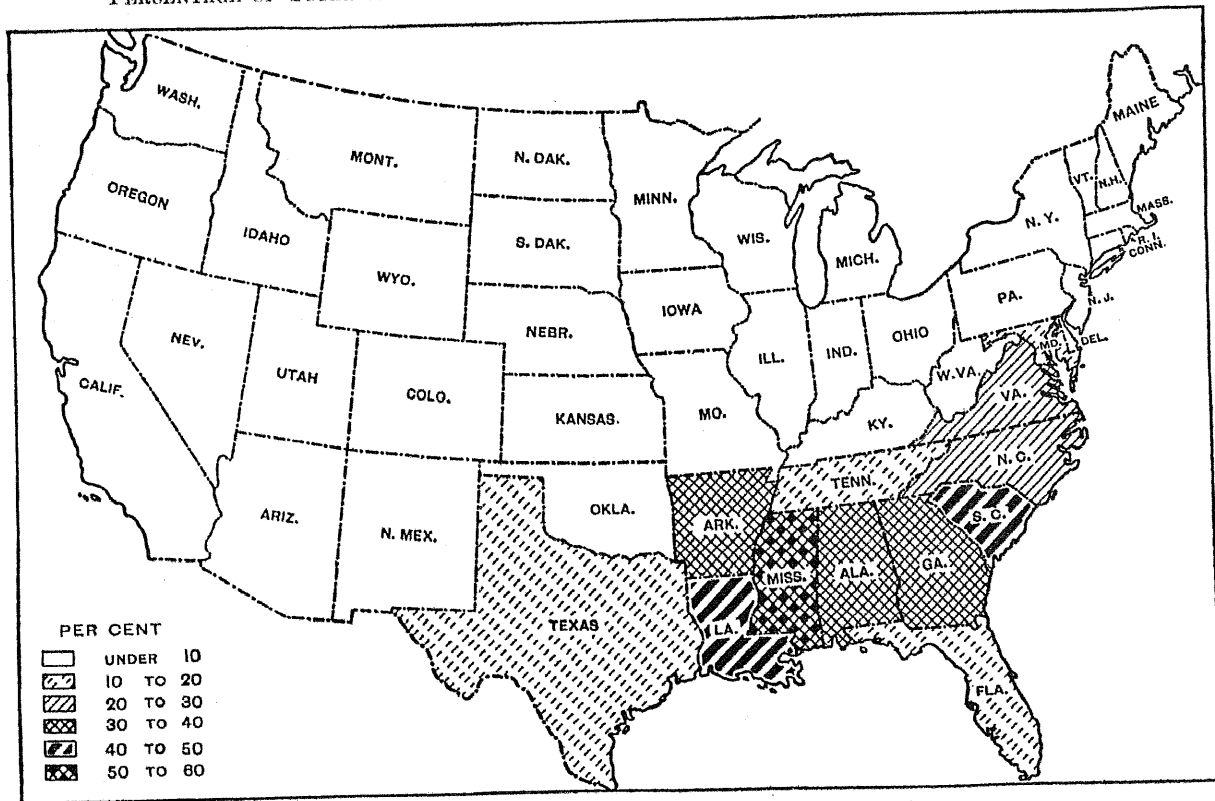 PERCENTAGE OF
WASH.
MONT.
N. DAK.
MINN.
MAINE
OREGON
IDAHO
S. DAK.
WIS.
MICH.
N. Y.
VT.
N.H.
MASS.
R. I.
CONN.
WYO.
IOWA
PA.
N. J.
NEV.
NEBR.
ILL.
IND.
OHIO
MD.
DEL.
CALIF.
UTAH
COLO.
KANSAS.
MO.
W. VA.
VA.
KY.
ARIZ.
N. MEX.
OKLA.
ARK.
TENN.
N. C.
S. C.
MISS.
ALA.
GA.
TEXAS
LA.
FLA.
PER CENT
UNDER 10
10 TO 20
20 TO 30
30 TO 40
40 TO 50
50 TO 60